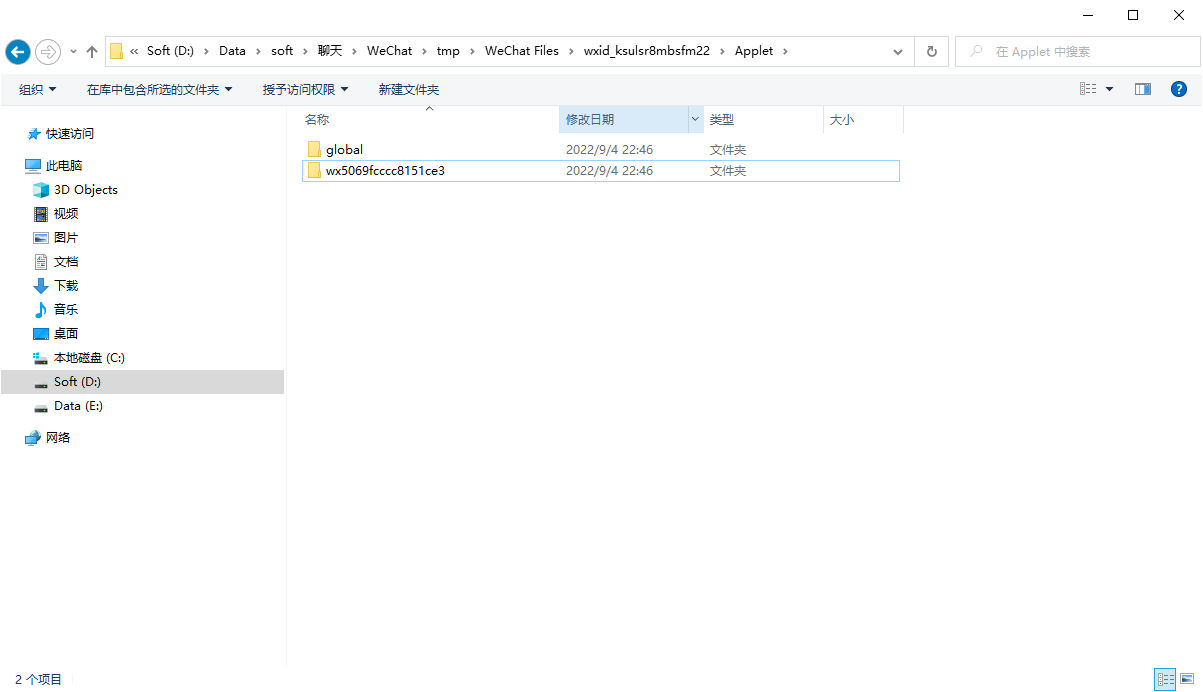 « Soft (D:) > Data > soft > 聊天 > WeChat > tmp > WeChat Files > wxid_ksulsr8mbsfm22 > Applet >
在 Applet 中搜索
组织 在库中包含所选的文件夹 授予访问权限 新建文件夹
名称 修改日期 类型 大小
快速访问
此电脑
3D Objects
视频
图片
文档
下载
音乐
桌面
本地磁盘 (C:)
Soft (D:)
Data (E:)
网络
global 2022/9/4 22:46 文件夹
wx5069fcccc8151ce3 2022/9/4 22:46 文件夹
2 个项目